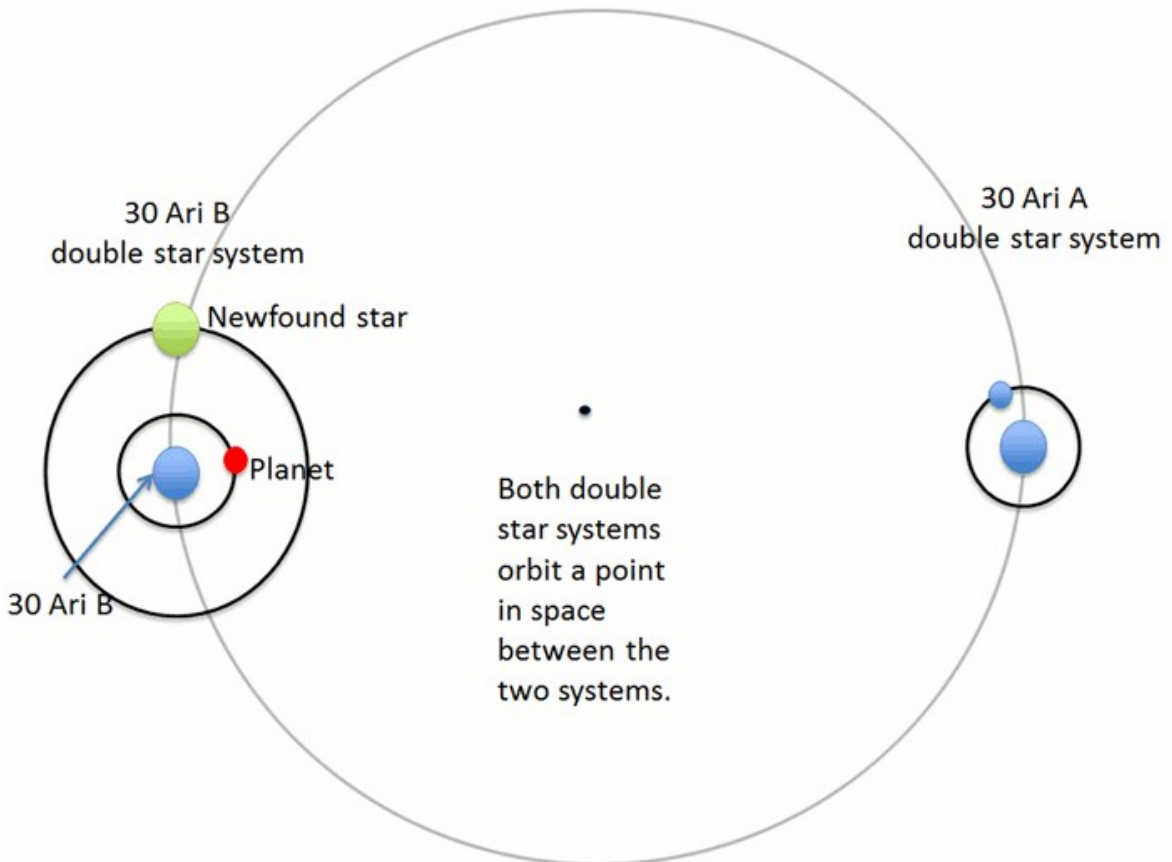 30 Ari B
double star system
30 Ari A
double star system
Newfound star
Planet
30 Ari B
Both double
star systems
orbit a point
in space
between the
two systems.